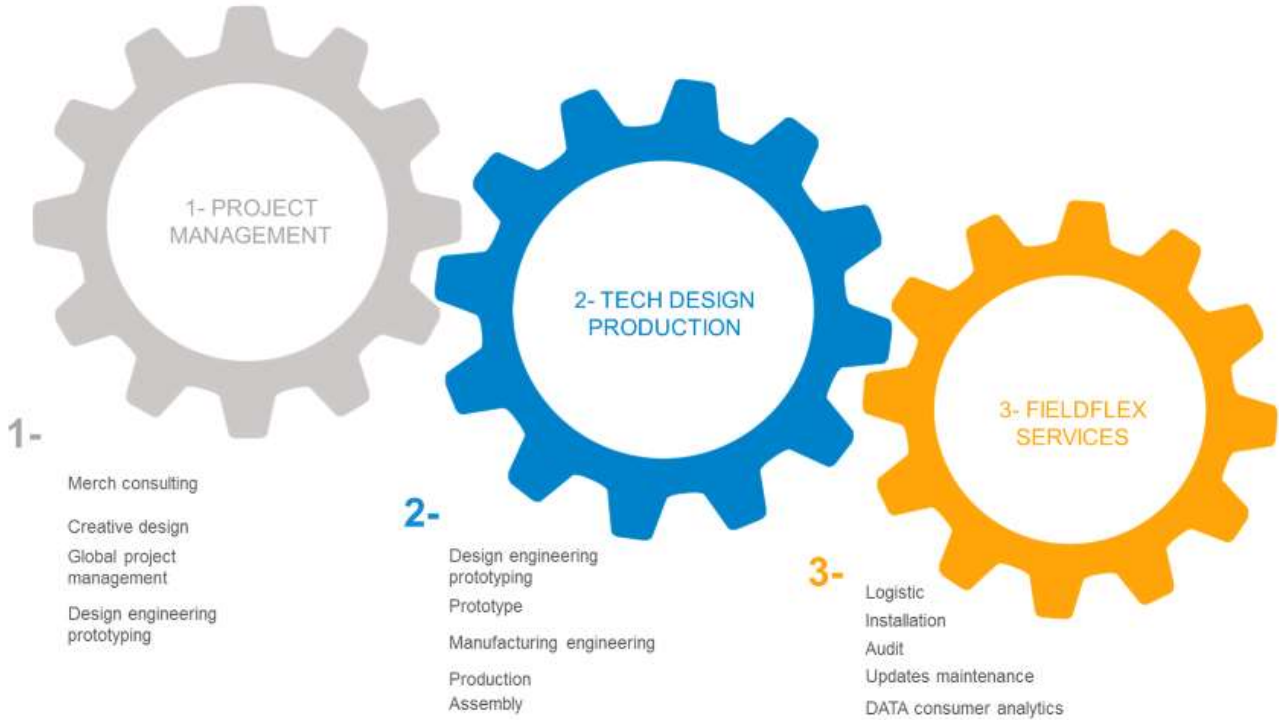 1- PROJECT
MANAGEMENT
2- TECH DESIGN
PRODUCTION
3- FIELDFLEX
SERVICES
1-
Merch consulting
Creative design
Global project
management
Design engineering
prototyping
2-
Design engineering
prototyping
Prototype
Manufacturing engineering
Production
Assembly
3-
Logistic
Installation
Audit
Updates maintenance
DATA consumer analytics